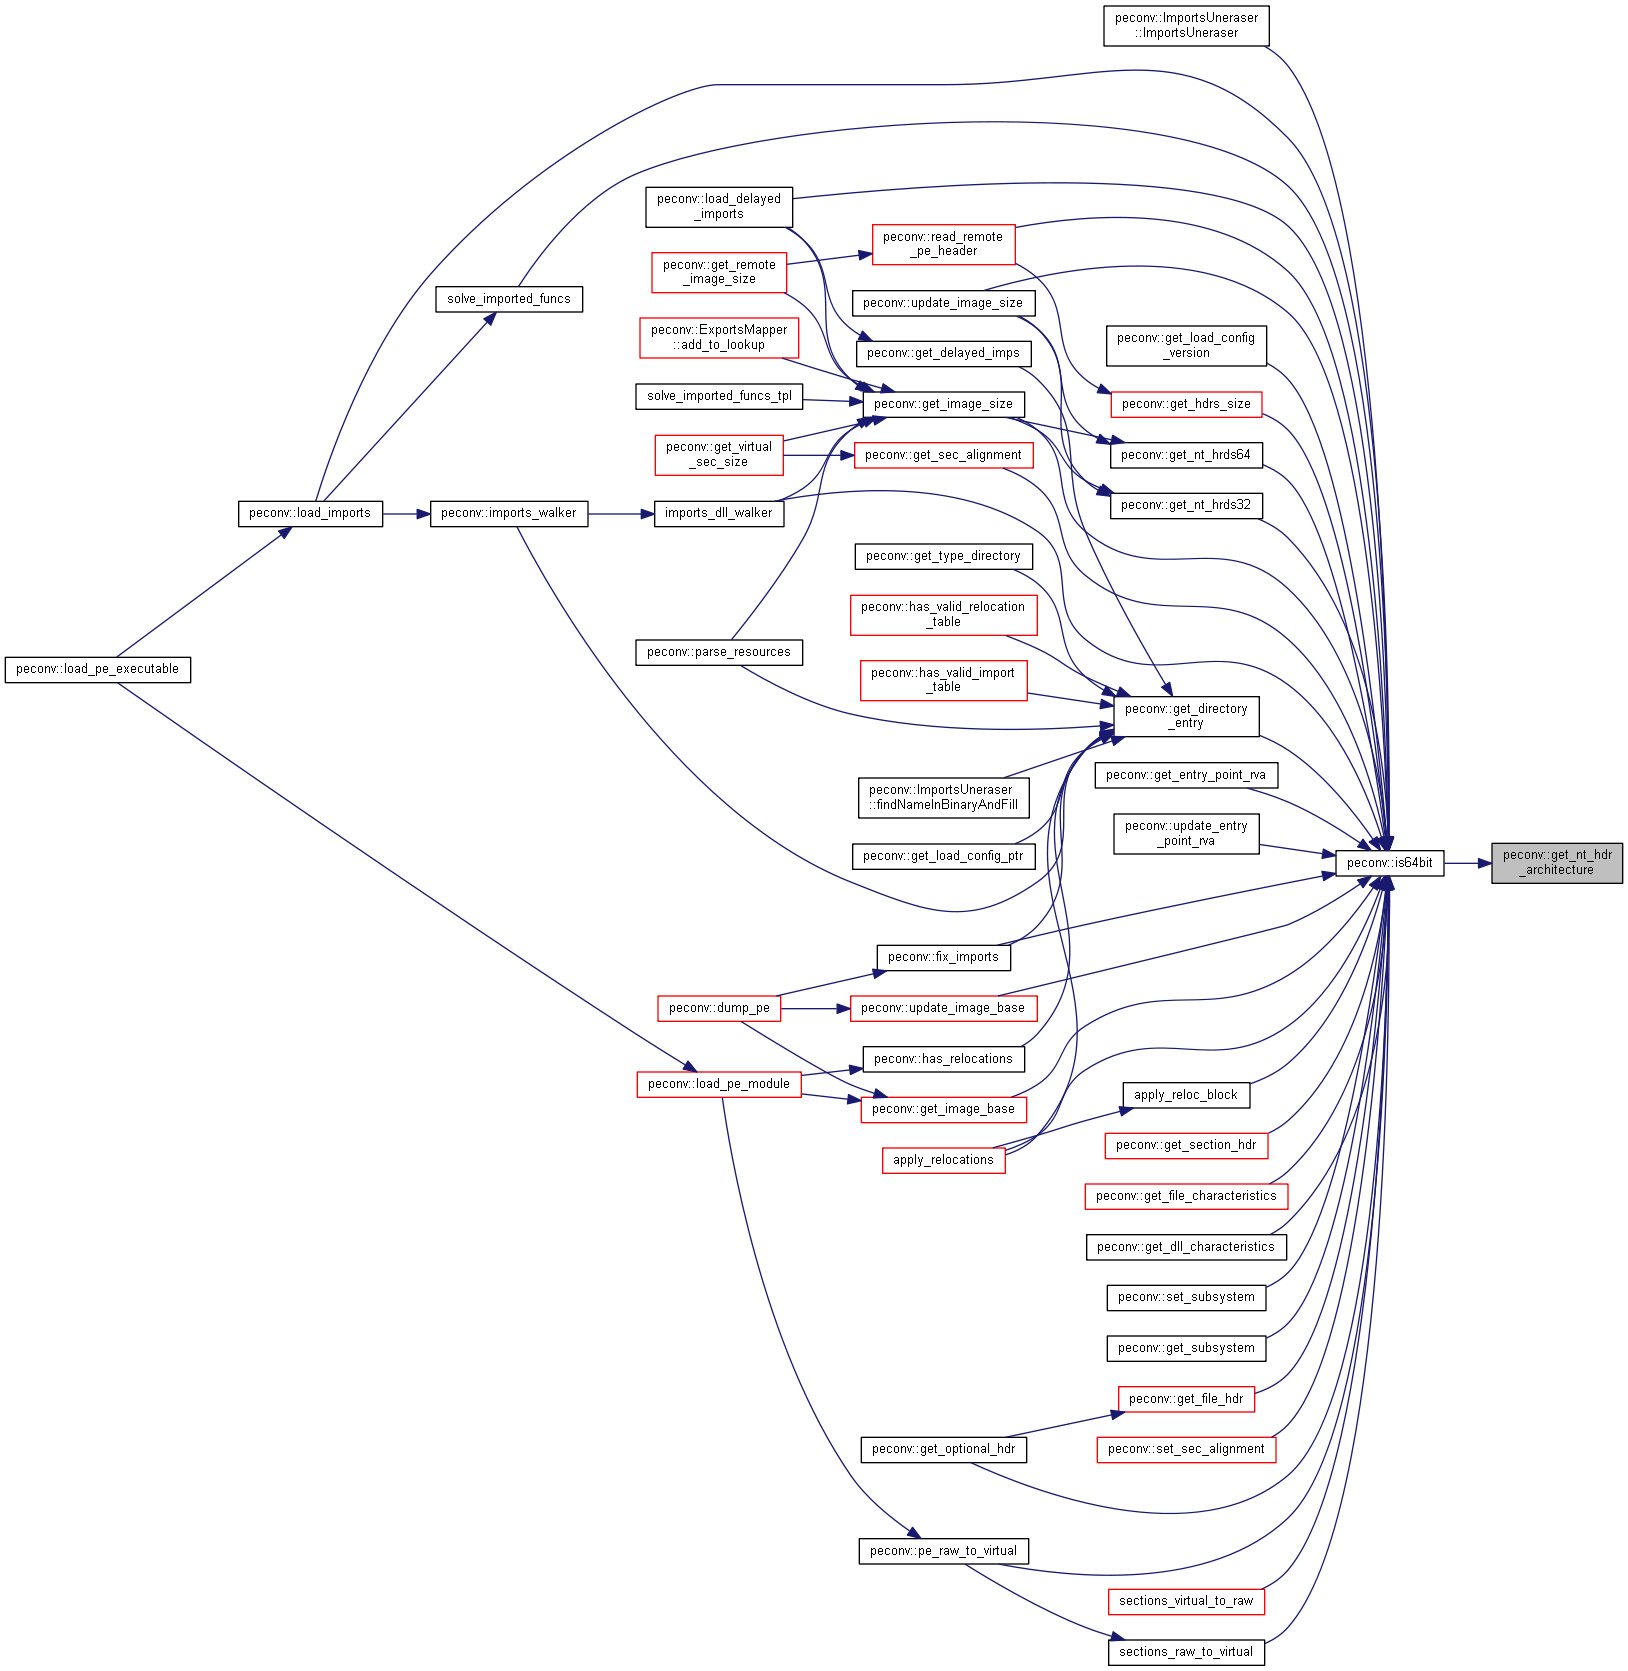 peconv::ImportsUneraser
::ImportsUneraser
peconv::load_delayed
_imports
peconv::read_remote
_pe_header
peconv::get_remote
_image_size
solve_imported_funcs
peconv::update_image_size
peconv::ExportsMapper
::add_to_lookup
peconv::get_load_config
_version
peconv::get_delayed_imps
solve_imported_funcs_tpl
peconv::get_image_size
peconv::get_hdrs_size
peconv::get_virtual
_sec_size
peconv::get_sec_alignment
peconv::get_nt_hrds64
peconv::load_imports
peconv::imports_walker
imports_dll_walker
peconv::get_nt_hrds32
peconv::get_type_directory
peconv::has_valid_relocation
_table
peconv::parse_resources
peconv::load_pe_executable
peconv::has_valid_import
_table
peconv::get_directory
_entry
peconv::get_entry_point_rva
peconv::ImportsUneraser
::findNameInBinaryAndFill
peconv::update_entry
_point_rva
peconv::get_load_config_ptr
peconv::is64bit
peconv::get_nt_hdr
_architecture
peconv::fix_imports
peconv::dump_pe
peconv::update_image_base
peconv::has_relocations
peconv::load_pe_module
apply_reloc_block
peconv::get_image_base
peconv::get_section_hdr
apply_relocations
peconv::get_file_characteristics
peconv::get_dll_characteristics
peconv::set_subsystem
peconv::get_subsystem
peconv::get_file_hdr
peconv::get_optional_hdr
peconv::set_sec_alignment
peconv::pe_raw_to_virtual
sections_virtual_to_raw
sections_raw_to_virtual